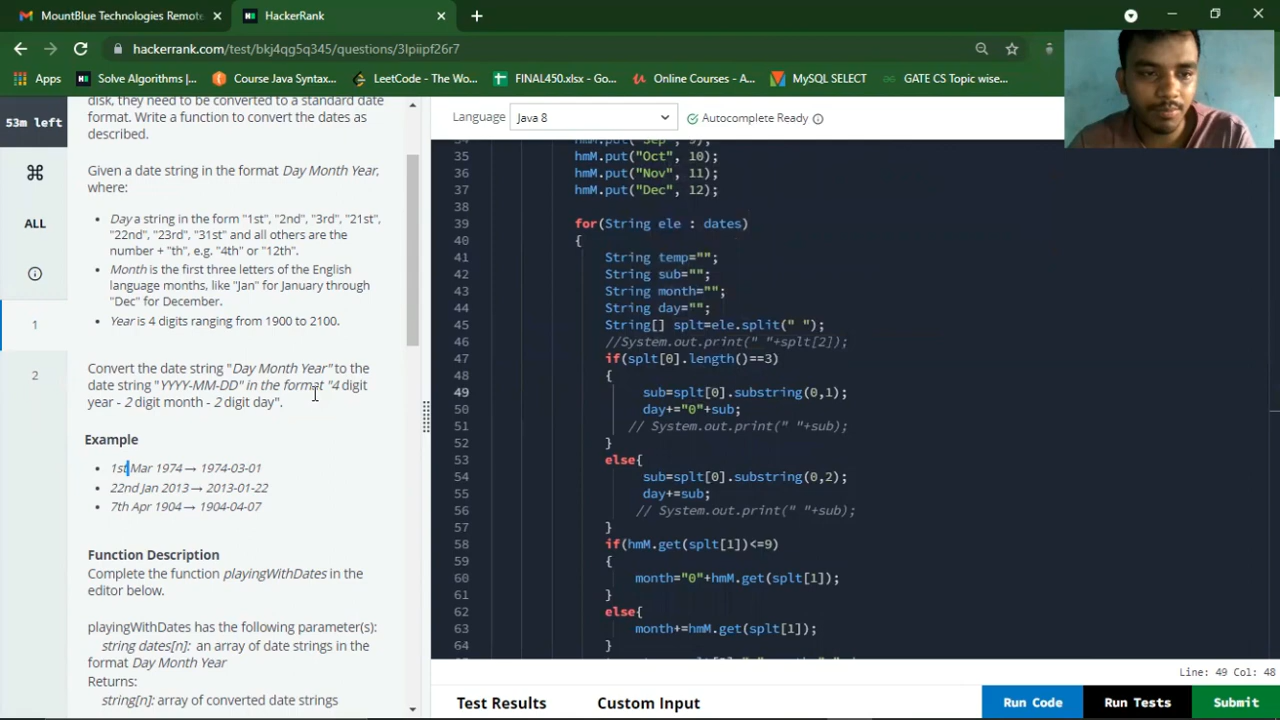 MountBlue Technologies Remote
HackerRank
hackerrank.com/test/bkj4qg5q345/questions/3lpiipf26r7
Apps
Solve Algorithms |...
Course Java Syntax...
LeetCode - The Wo...
FINAL450.xlsx - Go...
Online Courses - A...
MySQL SELECT
GATE CS Topic wise...
53m left
ALL
1
2
disk, they need to be converted to a standard date
format. Write a function to convert the dates as
described.
Given a date string in the format Day Month Year,
where:
• Day a string in the form "1st", "2nd", "3rd", "21st",
"22nd", "23rd", "31st" and all others are the
number + "th", e.g. "4th" or "12th".
• Month is the first three letters of the English
language months, like "Jan" for January through
"Dec" for December.
• Year is 4 digits ranging from 1900 to 2100.
Convert the date string "Day Month Year" to the
date string "YYYY-MM-DD" in the format "4 digit
year - 2 digit month - 2 digit day".
Example
• 1st Mar 1974 → 1974-03-01
• 22nd Jan 2013 → 2013-01-22
• 7th Apr 1904 → 1904-04-07
Function Description
Complete the function playingWithDates in the
editor below.
playingWithDates has the following parameter(s):
string dates[n]: an array of date strings in the
format Day Month Year
Returns:
string[n]: array of converted date strings
Language Java 8 Autocomplete Ready
35 hmM.put("Oct", 10);
36 hmM.put("Nov", 11);
37 hmM.put("Dec", 12);
38
39 for(String ele : dates)
40 {
41 String temp="";
42 String sub="";
43 String month="";
44 String day="";
45 String[] splt=ele.split(" ");
46 //System.out.print(" "+splt[2]);
47 if(splt[0].length()==3)
48 {
49 sub=splt[0].substring(0,1);
50 day+="0"+sub;
51 // System.out.print(" "+sub);
52 }
53 else{
54 sub=splt[0].substring(0,2);
55 day+=sub;
56 // System.out.print(" "+sub);
57 }
58 if(hmM.get(splt[1])<=9)
59 {
60 month="0"+hmM.get(splt[1]);
61 }
62 else{
63 month+=hmM.get(splt[1]);
64 }
Line: 49 Col: 48
Test Results
Custom Input
Run Code
Run Tests
Submit